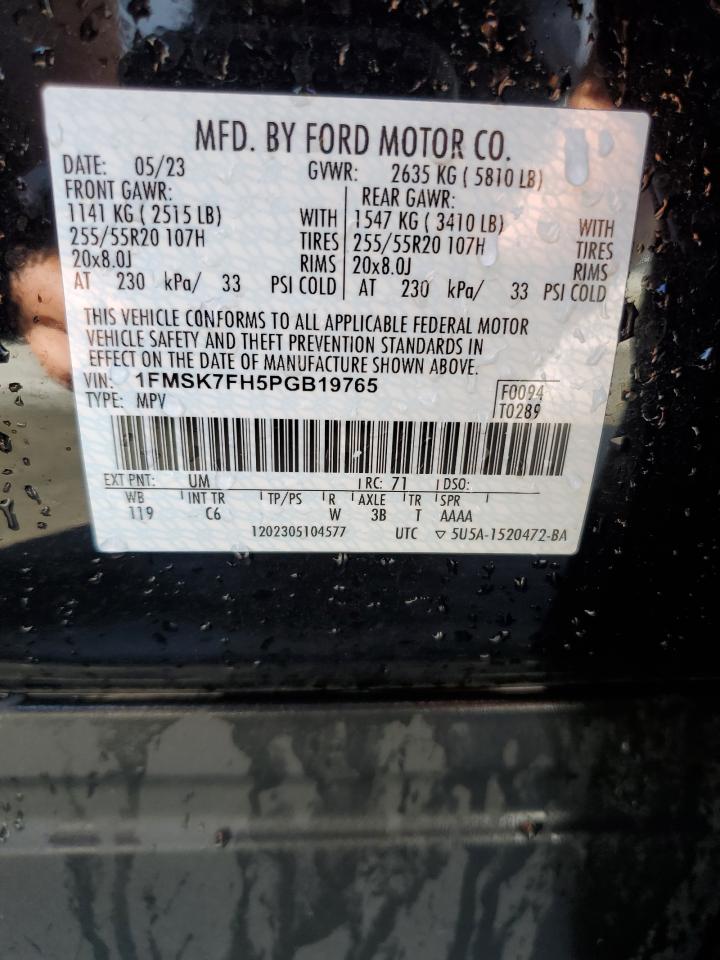 MFD. BY FORD MOTOR CO.
DATE: 05/23 GVWR: 2635 KG ( 5810 LB)
FRONT GAWR: REAR GAWR:
1141 KG ( 2515 LB) WITH 1547 KG ( 3410 LB) WITH
255/55R20 107H TIRES 255/55R20 107H TIRES
20x8.0J RIMS 20x8.0J RIMS
AT 230 kPa/ 33 PSI COLD AT 230 kPa/ 33 PSI COLD
THIS VEHICLE CONFORMS TO ALL APPLICABLE FEDERAL MOTOR
VEHICLE SAFETY AND THEFT PREVENTION STANDARDS IN
EFFECT ON THE DATE OF MANUFACTURE SHOWN ABOVE.
VIN: 1FMSK7FH5PGB19765 F0094
TYPE: MPV T0289
EXT PNT: UM RC: 71 DSO:
WB INT TR TP/PS R AXLE TR SPR
119 C6 W 3B T AAAA
1202305104577 UTC ▽ 5U5A-1520472-BA